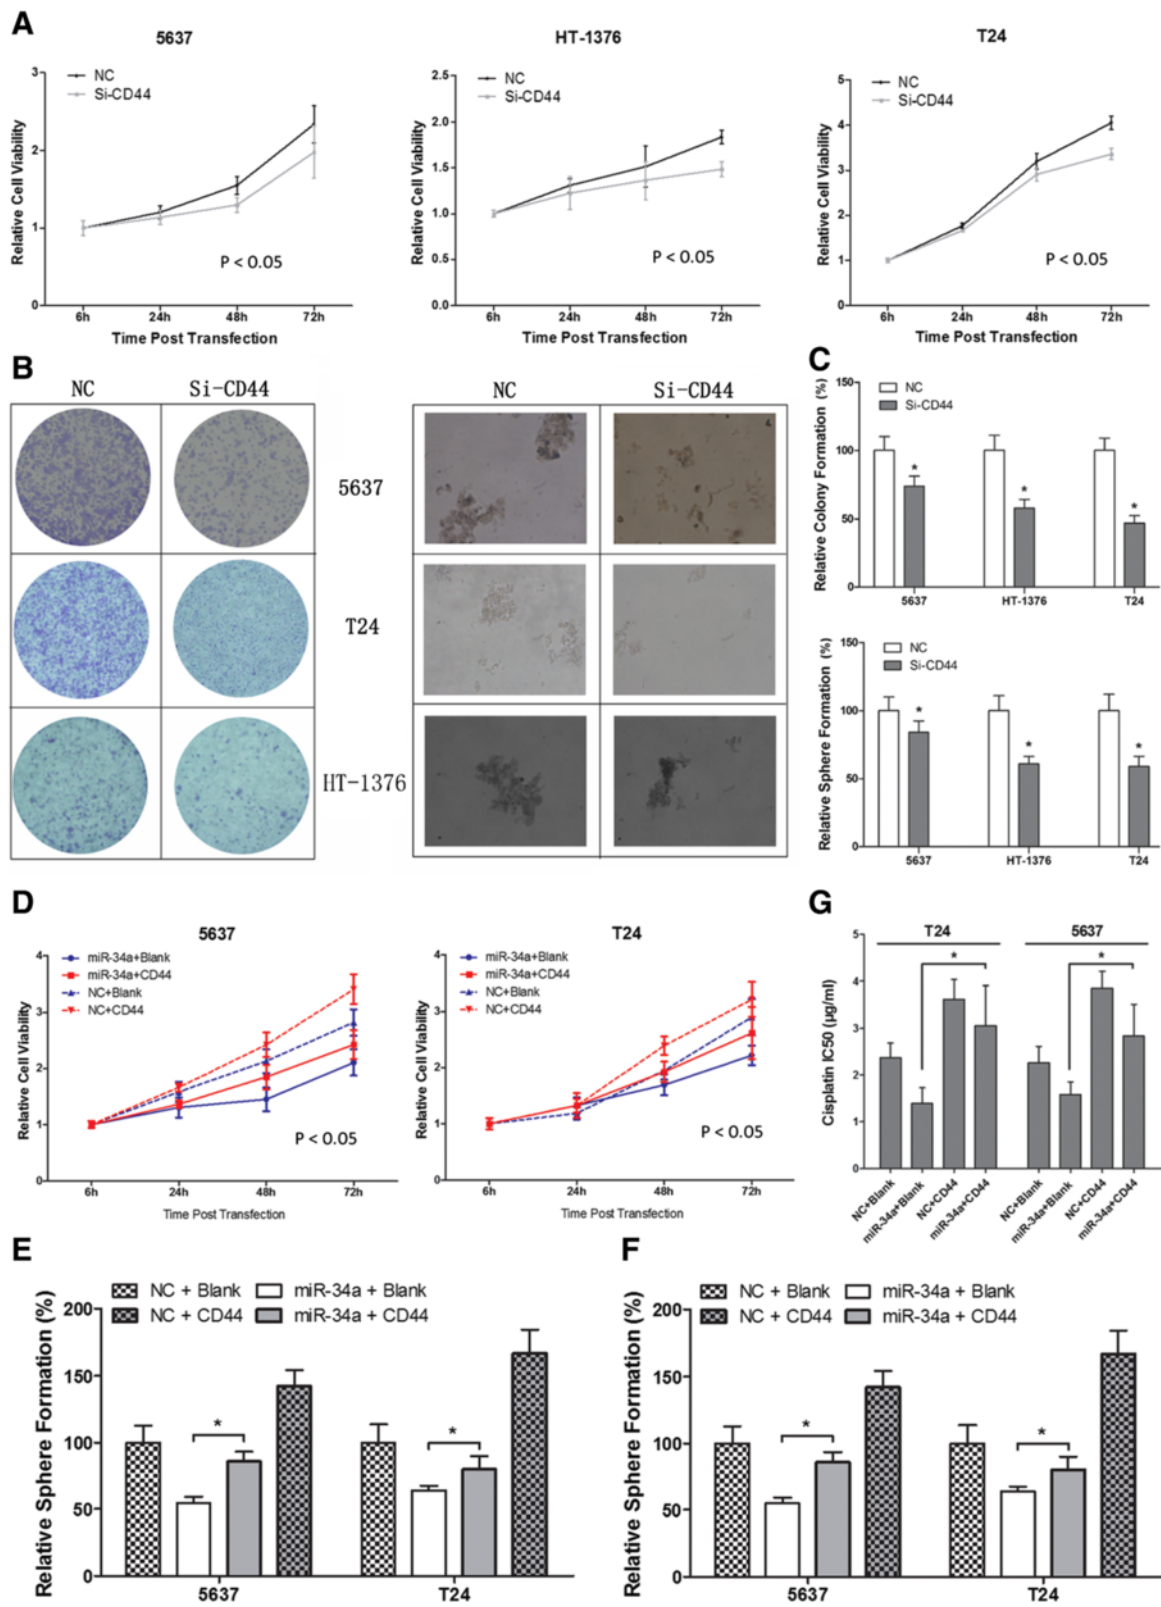 A
5637
HT-1376
T24
NC
Si-CD44
Relative Cell Viability
3
2
1
0
6h 24h 48h 72h
Time Post Transfection
P < 0.05
NC
Si-CD44
Relative Cell Viability
2.5
2.0
1.5
1.0
0.5
0.0
6h 24h 48h 72h
Time Post Transfection
P < 0.05
NC
Si-CD44
Relative Cell Viability
5
4
3
2
1
0
6h 24h 48h 72h
Time Post Transfection
P < 0.05
B
NC Si-CD44
NC Si-CD44
5637
T24
HT-1376
C
Relative Colony Formation (%)
150
100
50
0
NC
Si-CD44
* * *
5637 HT-1376 T24
Relative Sphere Formation (%)
150
100
50
0
NC
Si-CD44
* * *
5637 HT-1376 T24
D
5637
Relative Cell Viability
4
3
2
1
0
miR-34a+Blank
miR-34a+CD44
NC+Blank
NC+CD44
P < 0.05
6h 24h 48h 72h
Time Post Transfection
T24
Relative Cell Viability
4
3
2
1
0
miR-34a+Blank
miR-34a+CD44
NC+Blank
NC+CD44
P < 0.05
6h 24h 48h 72h
Time Post Transfection
G
T24 5637
Cisplatin IC50 (μg/ml)
5
4
3
2
1
0
* *
NC+Blank
miR-34a+Blank
NC+CD44
miR-34a+CD44
NC+Blank
miR-34a+Blank
NC+CD44
miR-34a+CD44
E
Relative Sphere Formation (%)
200
150
100
50
0
NC + Blank miR-34a + Blank
NC + CD44 miR-34a + CD44
* *
5637 T24
F
Relative Sphere Formation (%)
200
150
100
50
0
NC + Blank miR-34a + Blank
NC + CD44 miR-34a + CD44
* *
5637 T24